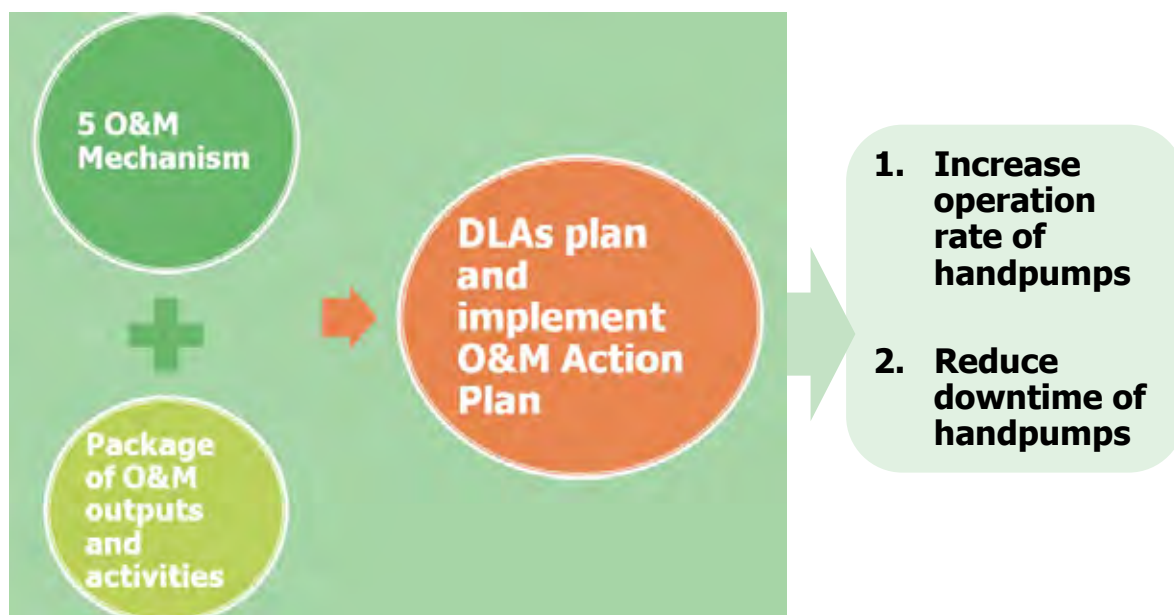 5 O&M
Mechanism
Package
of O&M
outputs
and
activities
DLAs plan
and
implement
O&M Action
Plan
1. Increase
operation
rate of
handpumps
2. Reduce
downtime of
handpumps